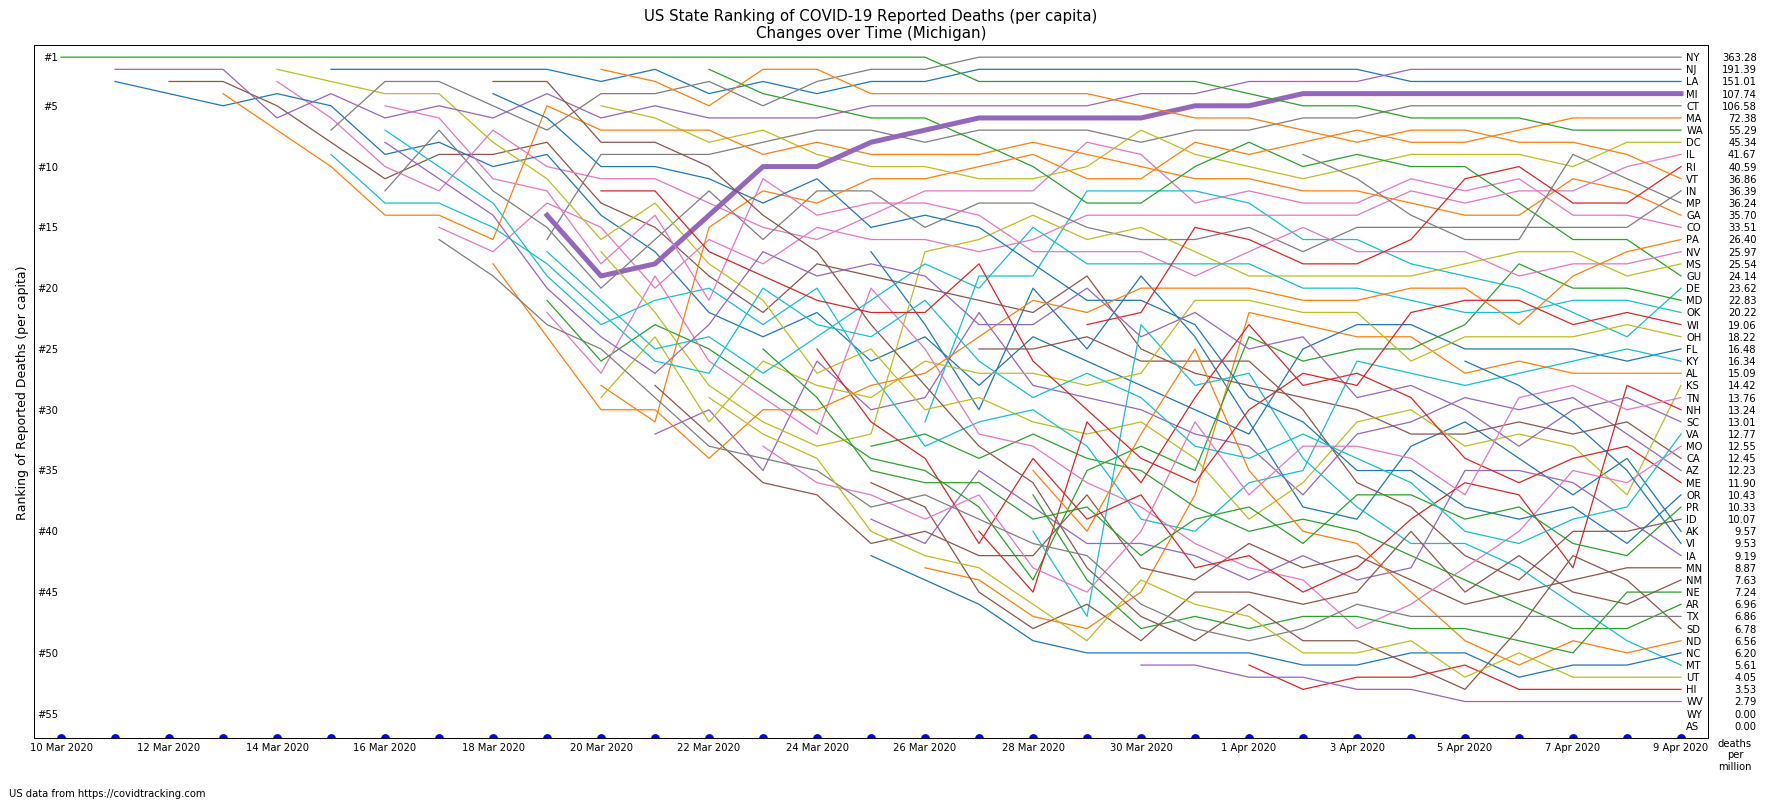 US State Ranking of COVID-19 Reported Deaths (per capita)
Changes over Time (Michigan)
Ranking of Reported Deaths (per capita)
#1
#5
#10
#15
#20
#25
#30
#35
#40
#45
#50
#55
NY 363.28
NJ 191.39
LA 151.01
MI 107.74
CT 106.58
MA 72.38
WA 55.29
DC 45.34
IL 41.67
RI 40.59
VT 36.86
IN 36.39
MP 36.24
GA 35.70
CO 33.51
PA 26.40
NV 25.97
MS 25.54
GU 24.14
DE 23.62
MD 22.83
OK 20.22
WI 19.06
OH 18.22
FL 16.48
KY 16.34
AL 15.09
KS 14.42
TN 13.76
NH 13.24
SC 13.01
VA 12.77
MO 12.55
CA 12.45
AZ 12.23
ME 11.90
OR 10.43
PR 10.33
ID 10.07
AK 9.57
VI 9.53
IA 9.19
MN 8.87
NM 7.63
NE 7.24
AR 6.96
TX 6.86
SD 6.78
ND 6.56
NC 6.20
MT 5.61
UT 4.05
HI 3.53
WV 2.79
WY 0.00
AS 0.00
10 Mar 2020 12 Mar 2020 14 Mar 2020 16 Mar 2020 18 Mar 2020 20 Mar 2020 22 Mar 2020 24 Mar 2020 26 Mar 2020 28 Mar 2020 30 Mar 2020 1 Apr 2020 3 Apr 2020 5 Apr 2020 7 Apr 2020 9 Apr 2020
deaths
per
million
US data from https://covidtracking.com